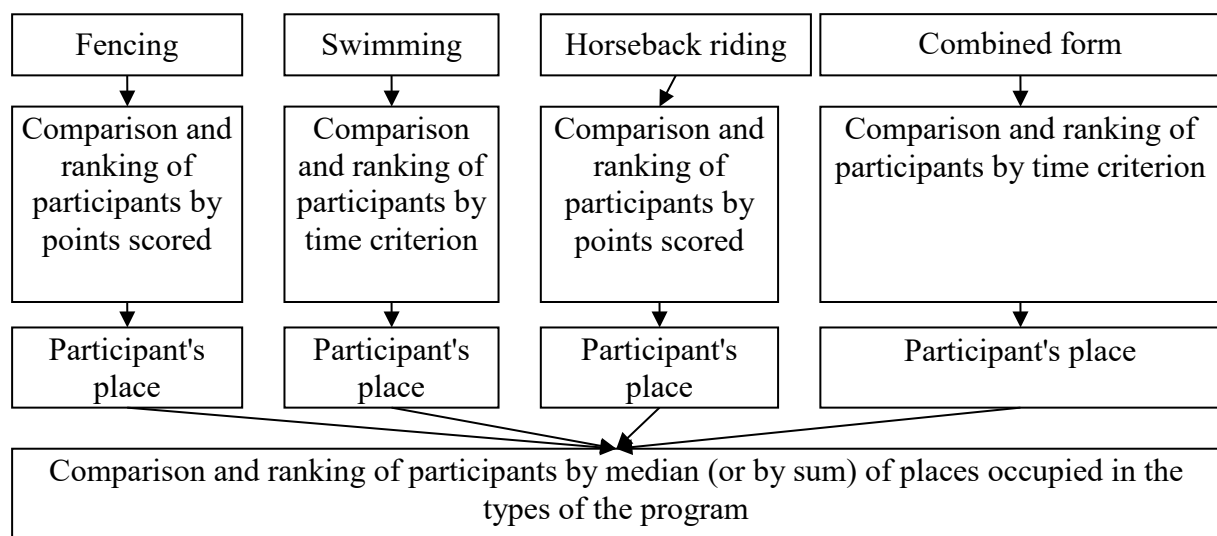 Fencing
Swimming
Horseback riding
Combined form
Comparison and
ranking of
participants by
points scored
Comparison
and ranking of
participants by
time criterion
Comparison and
ranking of
participants by
points scored
Comparison and ranking of
participants by time criterion
Participant's
place
Participant's
place
Participant's
place
Participant's place
Comparison and ranking of participants by median (or by sum) of places occupied in the
types of the program